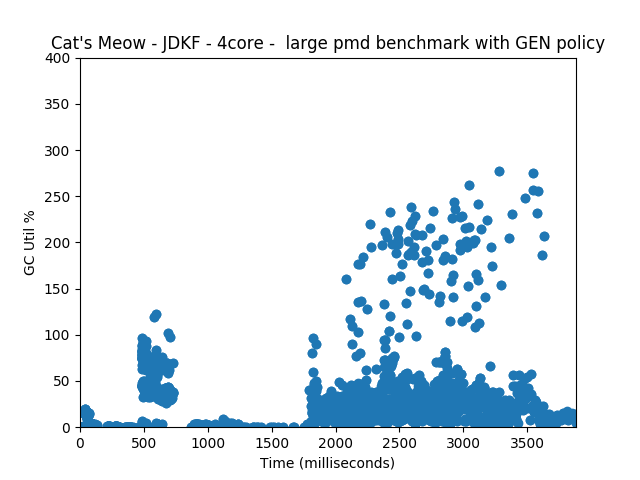 Cat's Meow - JDKF - 4core -  large pmd benchmark with GEN policy
400
350
300
250
200
150
100
50
0
GC Util %
0 500 1000 1500 2000 2500 3000 3500
Time (milliseconds)